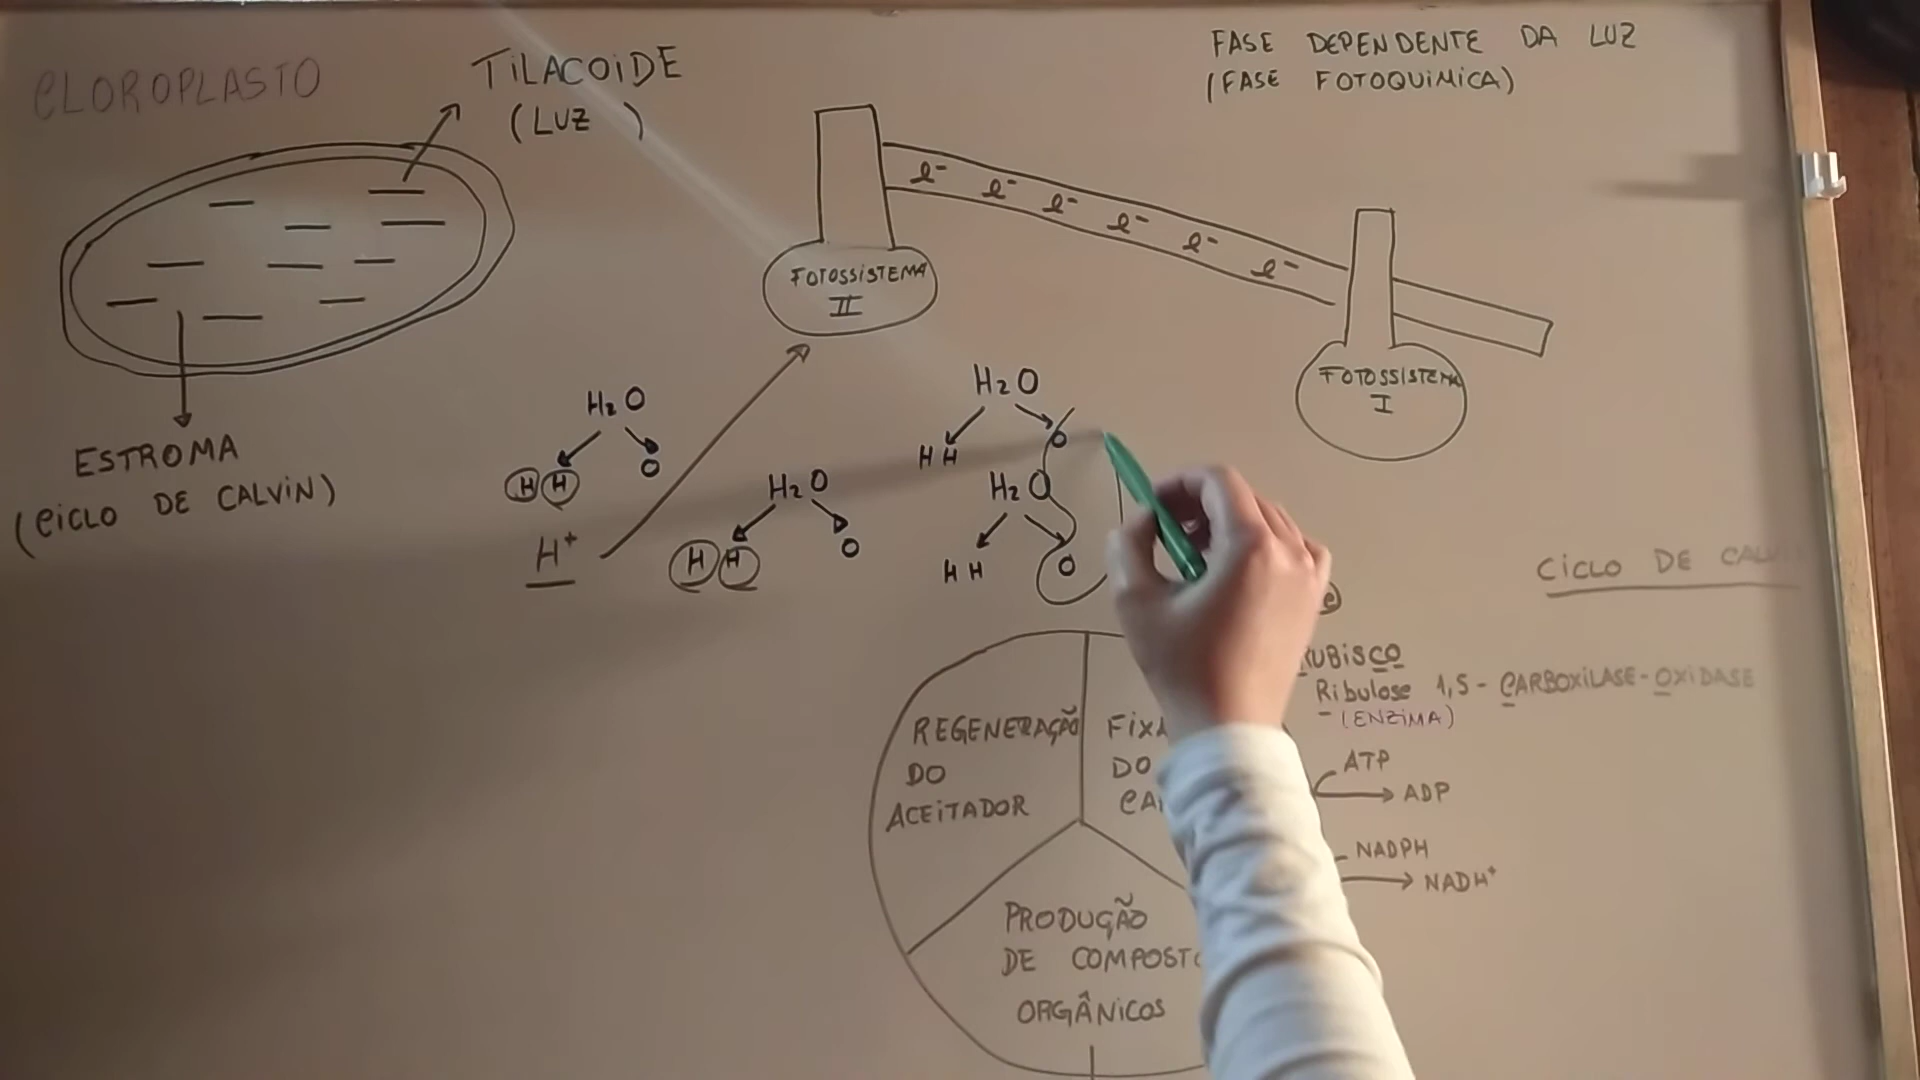 CLOROPLASTO
TiLACOiDE
(LUZ )
FASE DEPENDENTE DA LUZ
(FASE FOTOQUiMiCA)
e- e- e- e- e- e-
FOTOSSiSTEMA
II
FOTOSSISTEMA
I
ESTROMA
(CiCLO DE CALViN)
H₂O
H H O
H⁺
H₂O
H H O
H₂O
H H O
H₂O
H H O
CiCLO DE
RUBiSCO
Ribulose 1,5 - CARBOXiLASE-OXiDASE
(ENZiMA)
ATP
ADP
NADPH
NADH⁺
REGENERAÇÃO
DO
ACEiTADOR
DO
PRODUÇÃO
DE
ORGÂNiCOS